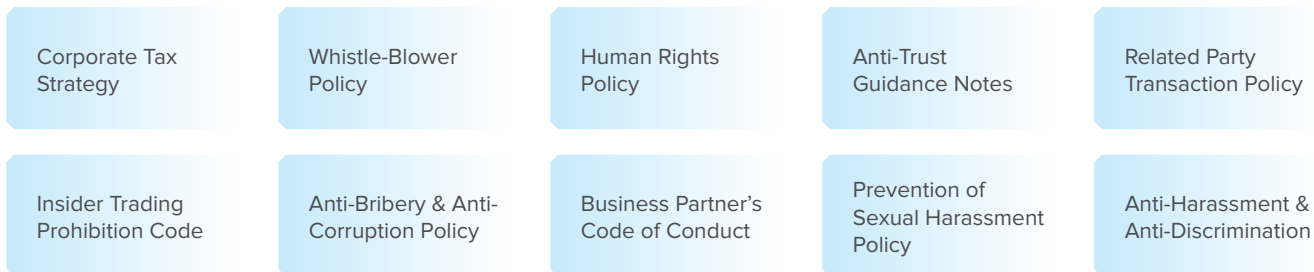 Corporate Tax
Strategy
Whistle-Blower
Policy
Human Rights
Policy
Anti-Trust
Guidance Notes
Related Party
Transaction Policy
Insider Trading
Prohibition Code
Anti-Bribery & Anti-
Corruption Policy
Business Partner’s
Code of Conduct
Prevention of
Sexual Harassment
Policy
Anti-Harassment &
Anti-Discrimination